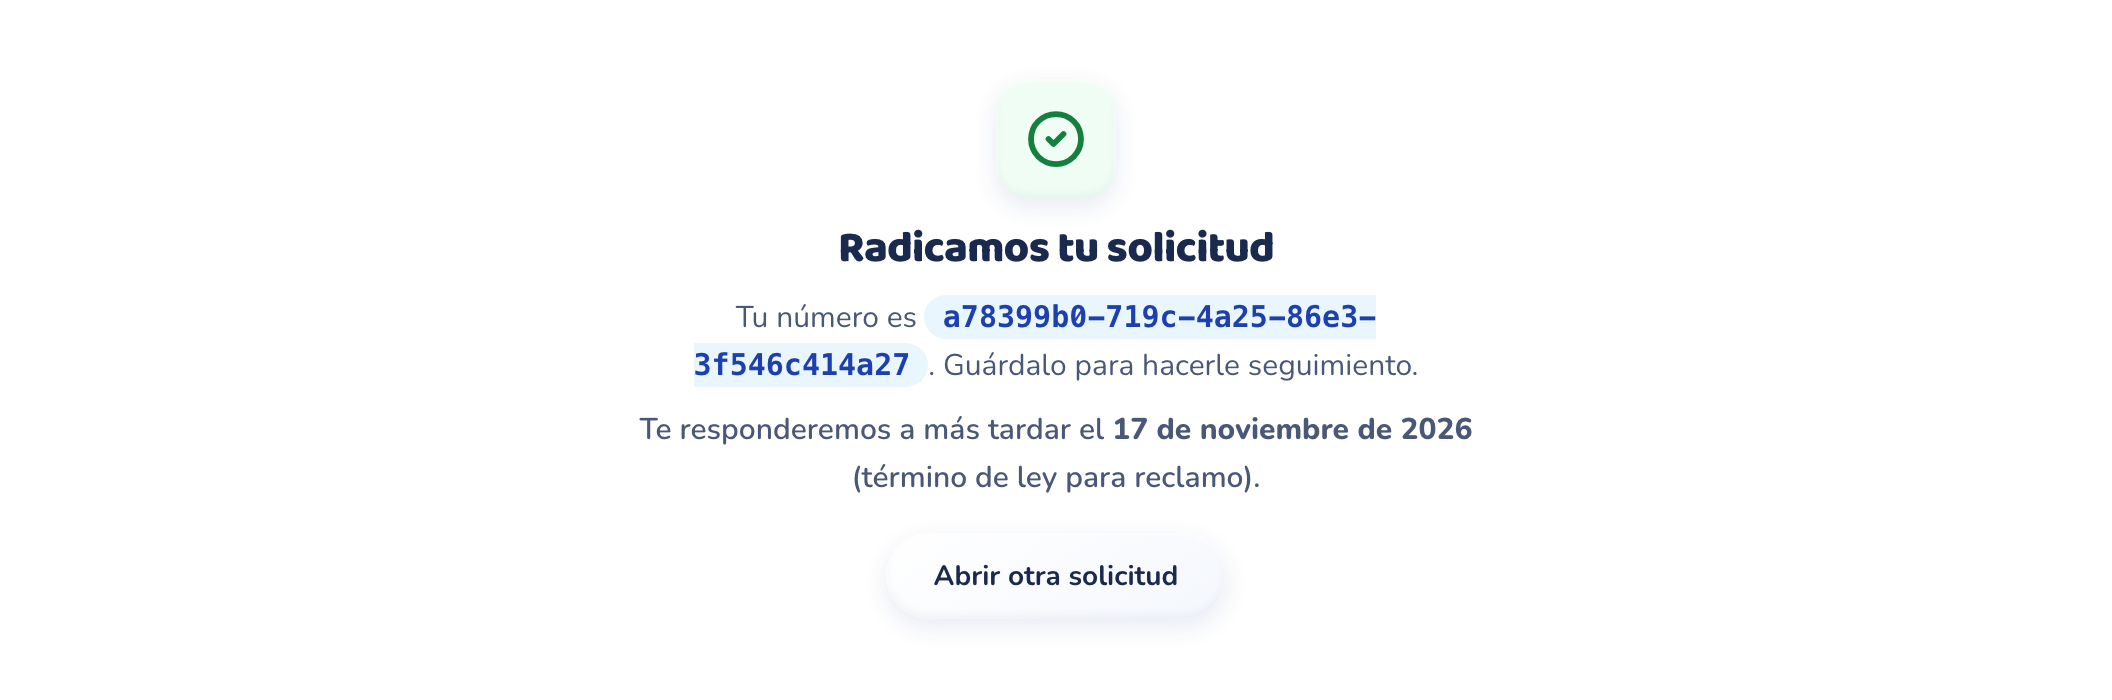 Radicamos tu solicitud
Tu número es a78399b0-719c-4a25-86e3-
3f546c414a27 . Guárdalo para hacerle seguimiento.
Te responderemos a más tardar el 17 de noviembre de 2026
(término de ley para reclamo).
Abrir otra solicitud